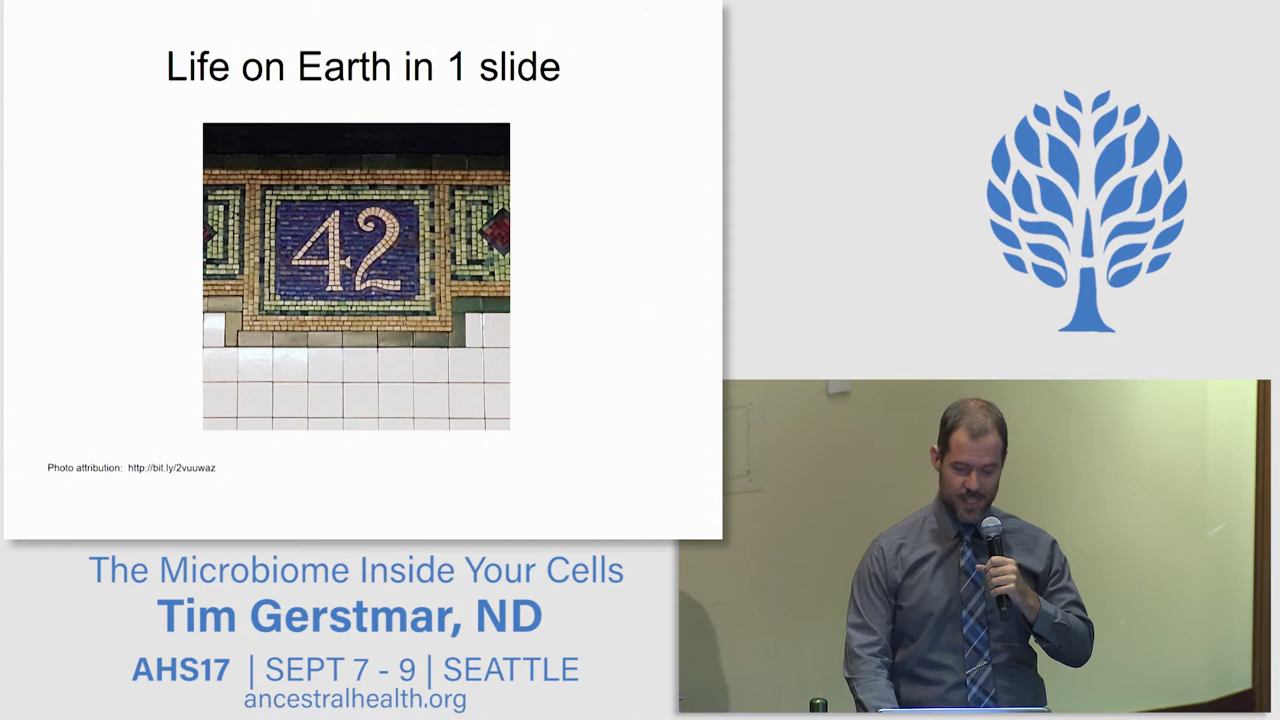 Life on Earth in 1 slide
42
Photo attribution: http://bit.ly/2vuuwaz
The Microbiome Inside Your Cells
Tim Gerstmar, ND
AHS17 | SEPT 7 - 9 | SEATTLE
ancestralhealth.org